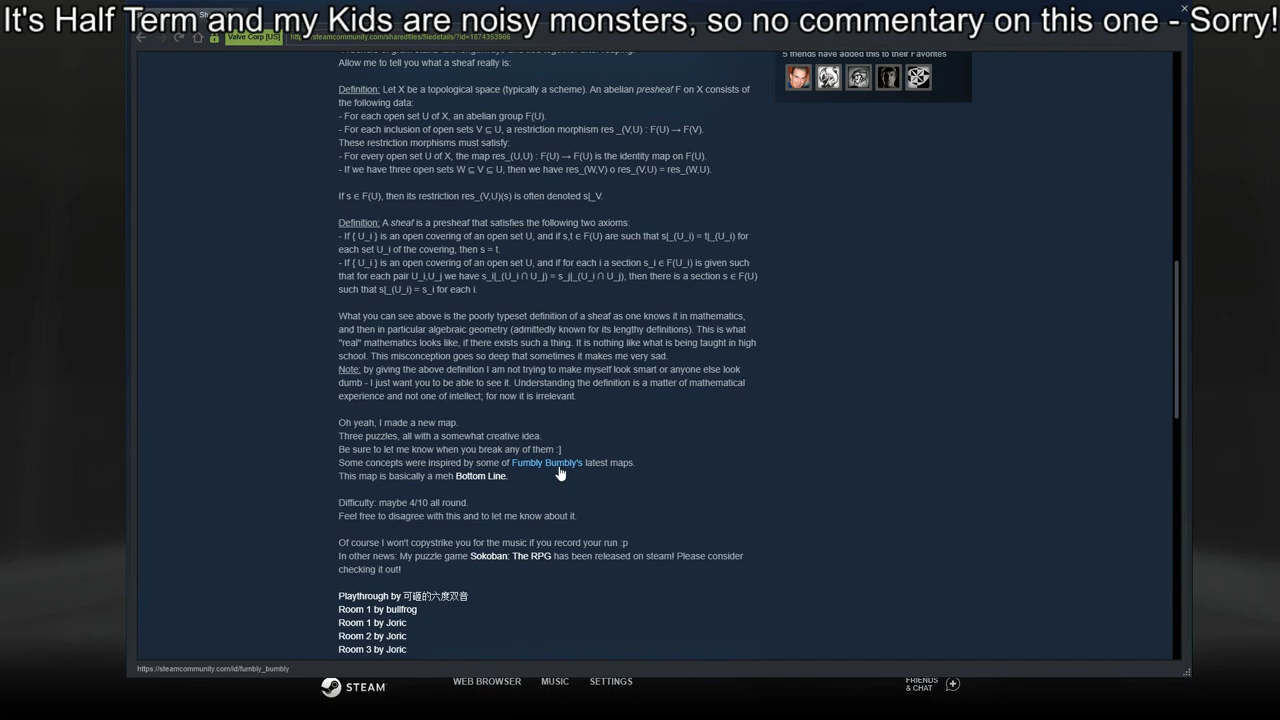 It's Half Term and my Kids are noisy monsters, so no commentary on this one - Sorry!
Valve Corp [US]
https://steamcommunity.com/sharedfiles/filedetails/?id=1874353966
5 friends have added this to their Favorites
Allow me to tell you what a sheaf really is:
Definition: Let X be a topological space (typically a scheme). An abelian presheaf F on X consists of
the following data:
- For each open set U of X, an abelian group F(U).
- For each inclusion of open sets V ⊆ U, a restriction morphism res _(V,U) : F(U) → F(V).
These restriction morphisms must satisfy:
- For every open set U of X, the map res_(U,U) : F(U) → F(U) is the identity map on F(U).
- If we have three open sets W ⊆ V ⊆ U, then we have res_(W,V) o res_(V,U) = res_(W,U).
If s ∈ F(U), then its restriction res_(V,U)(s) is often denoted s|_V.
Definition: A sheaf is a presheaf that satisfies the following two axioms:
- If { U_i } is an open covering of an open set U, and if s,t ∈ F(U) are such that s|_(U_i) = t|_(U_i) for
each set U_i of the covering, then s = t.
- If { U_i } is an open covering of an open set U, and if for each i a section s_i ∈ F(U_i) is given such
that for each pair U_i,U_j we have s_i|_(U_i ∩ U_j) = s_j|_(U_i ∩ U_j), then there is a section s ∈ F(U)
such that s|_(U_i) = s_i for each i.
What you can see above is the poorly typeset definition of a sheaf as one knows it in mathematics,
and then in particular algebraic geometry (admittedly known for its lengthy definitions). This is what
"real" mathematics looks like, if there exists such a thing. It is nothing like what is being taught in high
school. This misconception goes so deep that sometimes it makes me very sad.
Note: by giving the above definition I am not trying to make myself look smart or anyone else look
dumb - I just want you to be able to see it. Understanding the definition is a matter of mathematical
experience and not one of intellect; for now it is irrelevant.
Oh yeah, I made a new map.
Three puzzles, all with a somewhat creative idea.
Be sure to let me know when you break any of them :]
Some concepts were inspired by some of Fumbly Bumbly's latest maps.
This map is basically a meh Bottom Line.
Difficulty: maybe 4/10 all round.
Feel free to disagree with this and to let me know about it.
Of course I won't copystrike you for the music if you record your run :p
In other news: My puzzle game Sokoban: The RPG has been released on steam! Please consider
checking it out!
Playthrough by 可砸的六度双音
Room 1 by bullfrog
Room 1 by Joric
Room 2 by Joric
Room 3 by Joric
https://steamcommunity.com/id/fumbly_bumbly
STEAM
WEB BROWSER
MUSIC
SETTINGS
FRIENDS
& CHAT